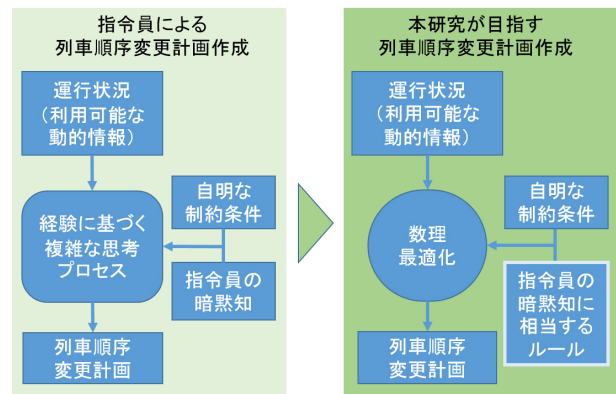 指令員による
列車順序変更計画作成
運行状況
（利用可能な
動的情報）
経験に基づく
複雑な思考
プロセス
自明な
制約条件
指令員の
暗黙知
列車順序
変更計画
本研究が目指す
列車順序変更計画作成
運行状況
（利用可能な
動的情報）
数理
最適化
自明な
制約条件
指令員の
暗黙知に
相当する
ルール
列車順序
変更計画